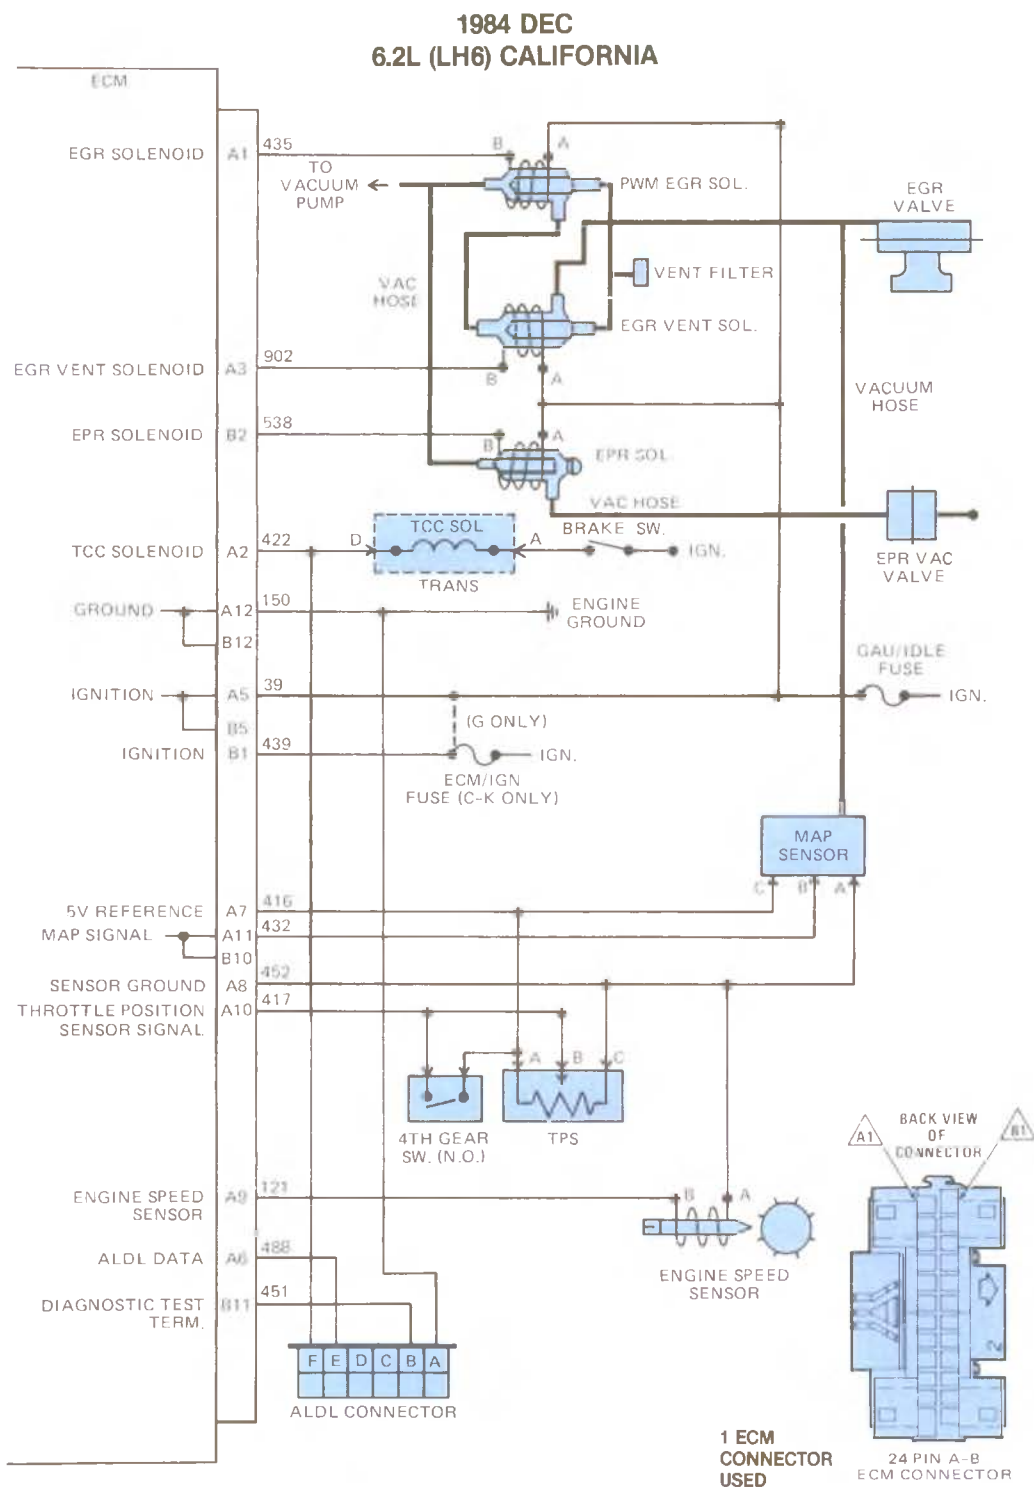 1984 DEC
6.2L (LH6) CALIFORNIA
ECM
EGR SOLENOID A1 435
B A
TO
VACUUM
PUMP
PWM EGR SOL.
EGR
VALVE
VENT FILTER
VAC
HOSE
EGR VENT SOL.
EGR VENT SOLENOID A3 902
B A
VACUUM
HOSE
EPR SOLENOID B2 538
B A
EPR SOL.
VAC HOSE
TCC SOLENOID A2 422
D TCC SOL A
BRAKE SW.
IGN.
TRANS
EPR VAC
VALVE
GROUND A12 150
B12
ENGINE
GROUND
GAU/IDLE
FUSE
IGN.
IGNITION A5 39
B5
(G ONLY)
IGNITION B1 439
IGN.
ECM/IGN
FUSE (C-K ONLY)
MAP
SENSOR
C B A
5V REFERENCE A7 416
MAP SIGNAL A11 432
B10
SENSOR GROUND A8 452
THROTTLE POSITION
SENSOR SIGNAL A10 417
A B C
4TH GEAR
SW. (N.O.)
TPS
BACK VIEW
OF
CONNECTOR
A1 B1
ENGINE SPEED
SENSOR A9 121
B A
ENGINE SPEED
SENSOR
ALDL DATA A6 488
DIAGNOSTIC TEST
TERM. B11 451
2
F E D C B A
ALDL CONNECTOR
1 ECM
CONNECTOR
USED
24 PIN A-B
ECM CONNECTOR